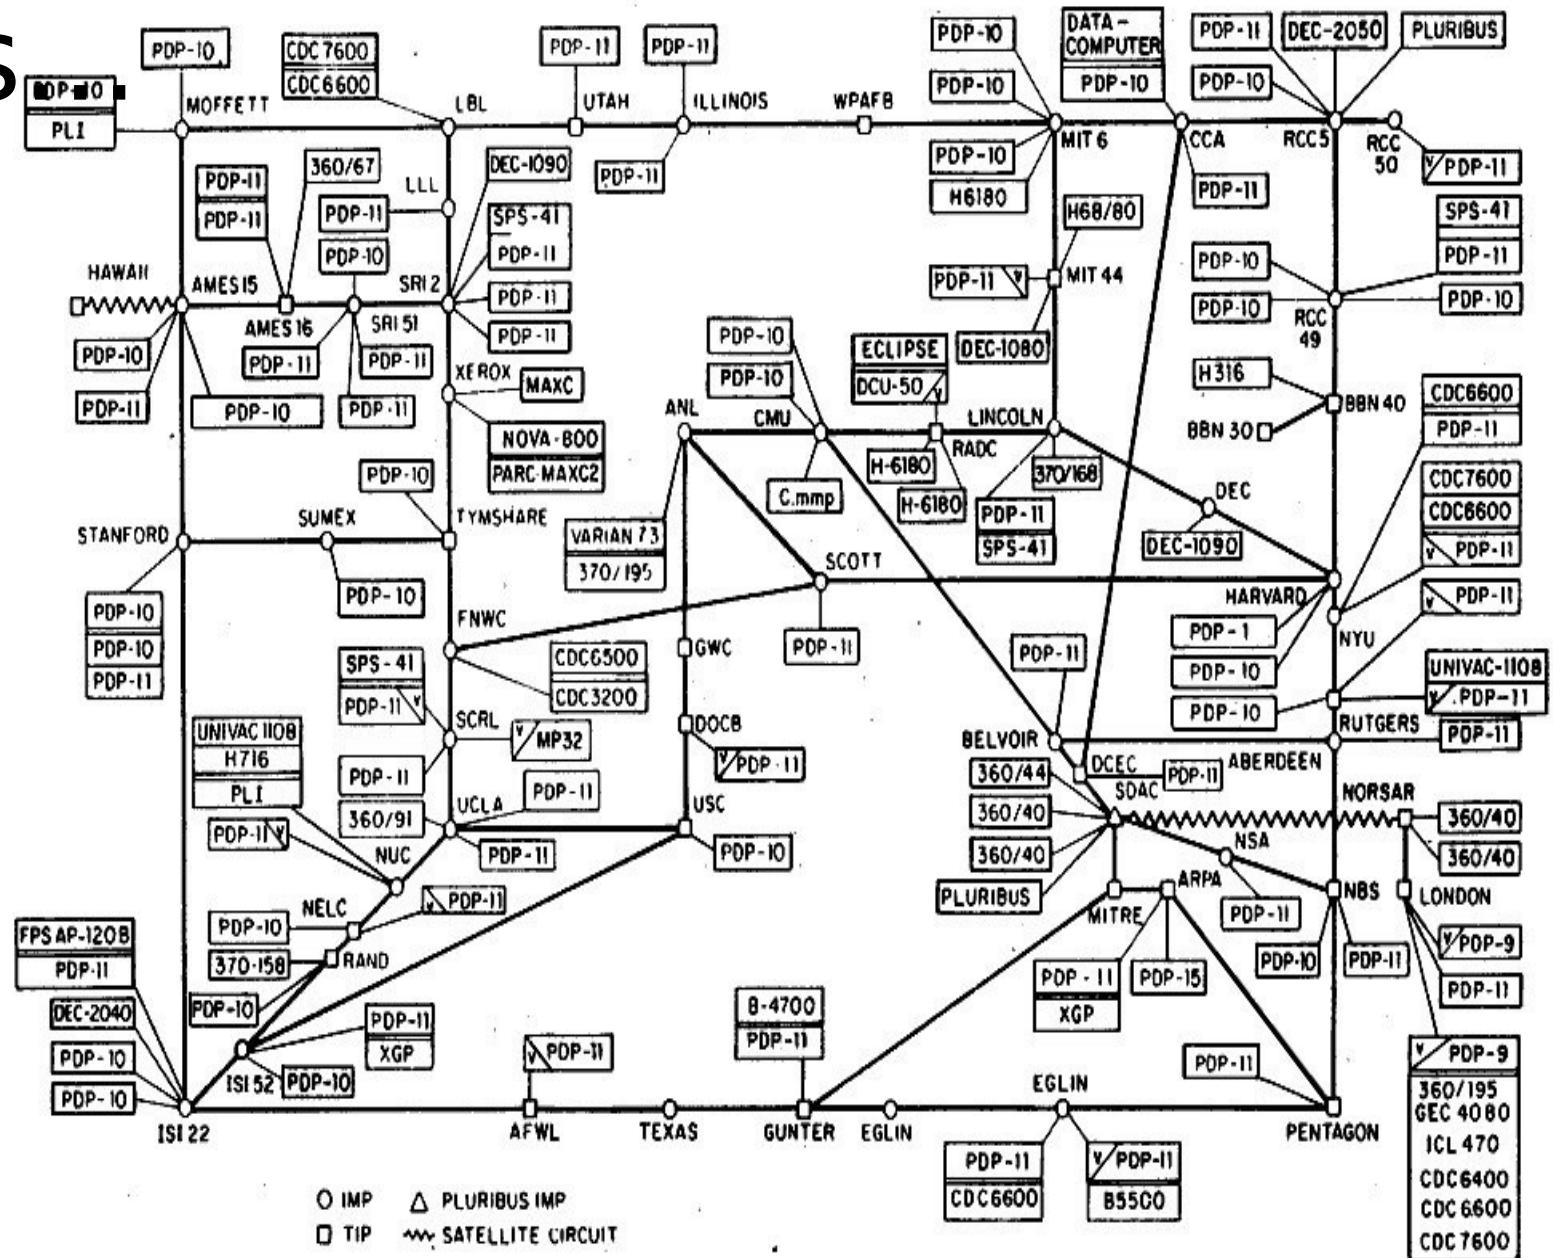 S...
PDP-10
CDC 7600
CDC6600
PDP-11
PDP-11
PDP-10
DATA-
COMPUTER
PDP-10
PDP-11
DEC-2050
PLURIBUS
PDP-10
PLI
MOFFETT
LBL
UTAH
ILLINOIS
WPAFB
PDP-10
PDP-10
MIT 6
CCA
RCC5
RCC
50
PDP-11
PDP-10
H6180
PDP-11
V PDP-11
PDP-11
PDP-11
360/67
LLL
PDP-11
DEC-1090
SPS-41
PDP-11
H68/80
SPS-41
PDP-11
HAWAII
AMES15
AMES 16
PDP-10
SRI 51
SRI 2
PDP-11
PDP-11
PDP-11 V
MIT 44
DEC-1080
PDP-10
PDP-10
RCC
49
PDP-10
PDP-10
PDP-11
PDP-10
PDP-11
PDP-11
PDP-11
XEROX
MAXC
NOVA-800
PARC-MAXC2
ANL
PDP-10
PDP-10
CMU
C.mmp
ECLIPSE
DCU-50 V
RADC
H-6180
H-6180
LINCOLN
370/168
PDP-11
SPS-41
H316
BBN 40
BBN 30
CDC6600
PDP-11
CDC7600
CDC6600
V PDP-11
V PDP-11
DEC
DEC-1090
PDP-10
STANFORD
SUMEX
TYMSHARE
PDP-10
PDP-10
PDP-10
PDP-11
VARIAN 73
370/195
SCOTT
PDP-11
HARVARD
PDP-1
PDP-10
NYU
PDP-10
UNIVAC-1108
V PDP-11
RUTGERS
PDP-11
FNWC
CDC6500
CDC3200
GWC
SPS-41
PDP-11 V
SCRL
V MP32
PDP-11
360/91
DOCB
V PDP-11
UNIVAC 1108
H716
PLI
PDP-11 V
UCLA
PDP-11
PDP-11
USC
PDP-10
PDP-11
BELVOIR
ABERDEEN
DCEC
PDP-11
360/44
SDAC
360/40
360/40
PLURIBUS
NORSAR
360/40
360/40
NSA
PDP-11
NUC
NELC
V PDP-11
PDP-10
370-158
RAND
PDP-10
MITRE
ARPA
PDP-11
XGP
PDP-15
NBS
PDP-10
PDP-11
LONDON
V PDP-9
PDP-11
FPS AP-120B
PDP-11
DEC-2040
PDP-10
PDP-10
PDP-11
XGP
ISI 52
PDP-10
V PDP-11
B-4700
PDP-11
PDP-11
V PDP-9
360/195
GEC 4080
ICL 470
CDC6400
CDC 6600
CDC 7600
ISI 22
AFWL
TEXAS
GUNTER
EGLIN
EGLIN
PENTAGON
PDP-11
CDC6600
V PDP-11
B5500
IMP
PLURIBUS IMP
TIP
SATELLITE CIRCUIT